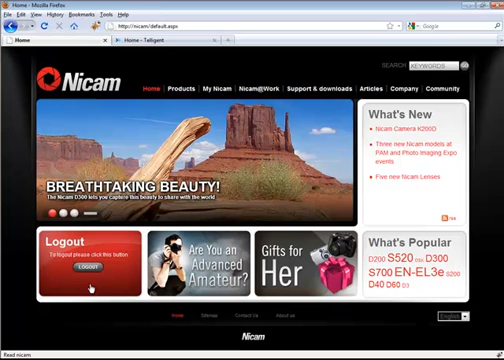 Home - Mozilla Firefox
File Edit View History Bookmarks Tools Help
http://nicam/default.aspx
Google
Home
Home - Telligent
SEARCH KEYWORDS GO
Nicam
Home Products My Nicam Nicam@Work Support & downloads Articles Company Community
BREATHTAKING BEAUTY!
The Nicam D300 lets you capture this beauty to share with the world
What's New
Nicam Camera K200D
Three new Nicam models at
PAM and Photo Imaging Expo
events
Five new Nicam Lenses
rss
Logout
To logout please click this button
LOGOUT
Are You an
Advanced
Amateur?
Gifts for
Her
What's Popular
D200 S520 D3X D300
S700 EN-EL3e S200
D40 D60 D3
Home Sitemap Contact Us About us
English
Nicam
Read nicam